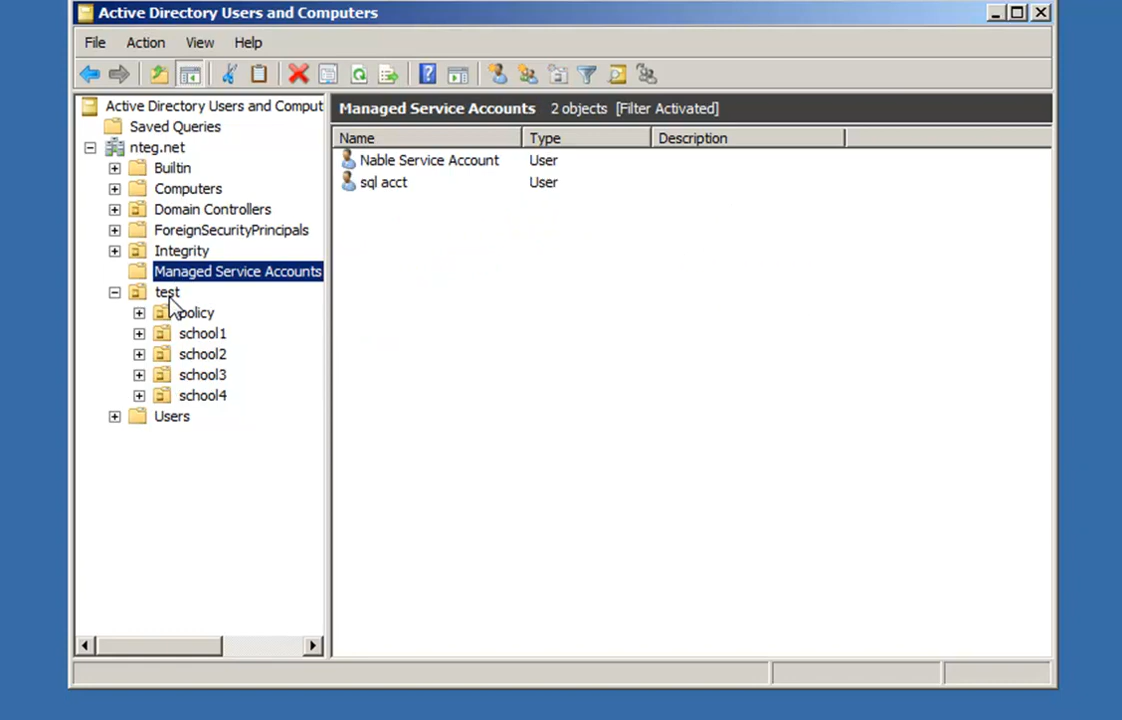 Active Directory Users and Computers
File Action View Help
Active Directory Users and Comput
Saved Queries
nteg.net
Builtin
Computers
Domain Controllers
ForeignSecurityPrincipals
Integrity
Managed Service Accounts
test
policy
school1
school2
school3
school4
Users
Managed Service Accounts 2 objects [Filter Activated]
Name Type Description
Nable Service Account User
sql acct User